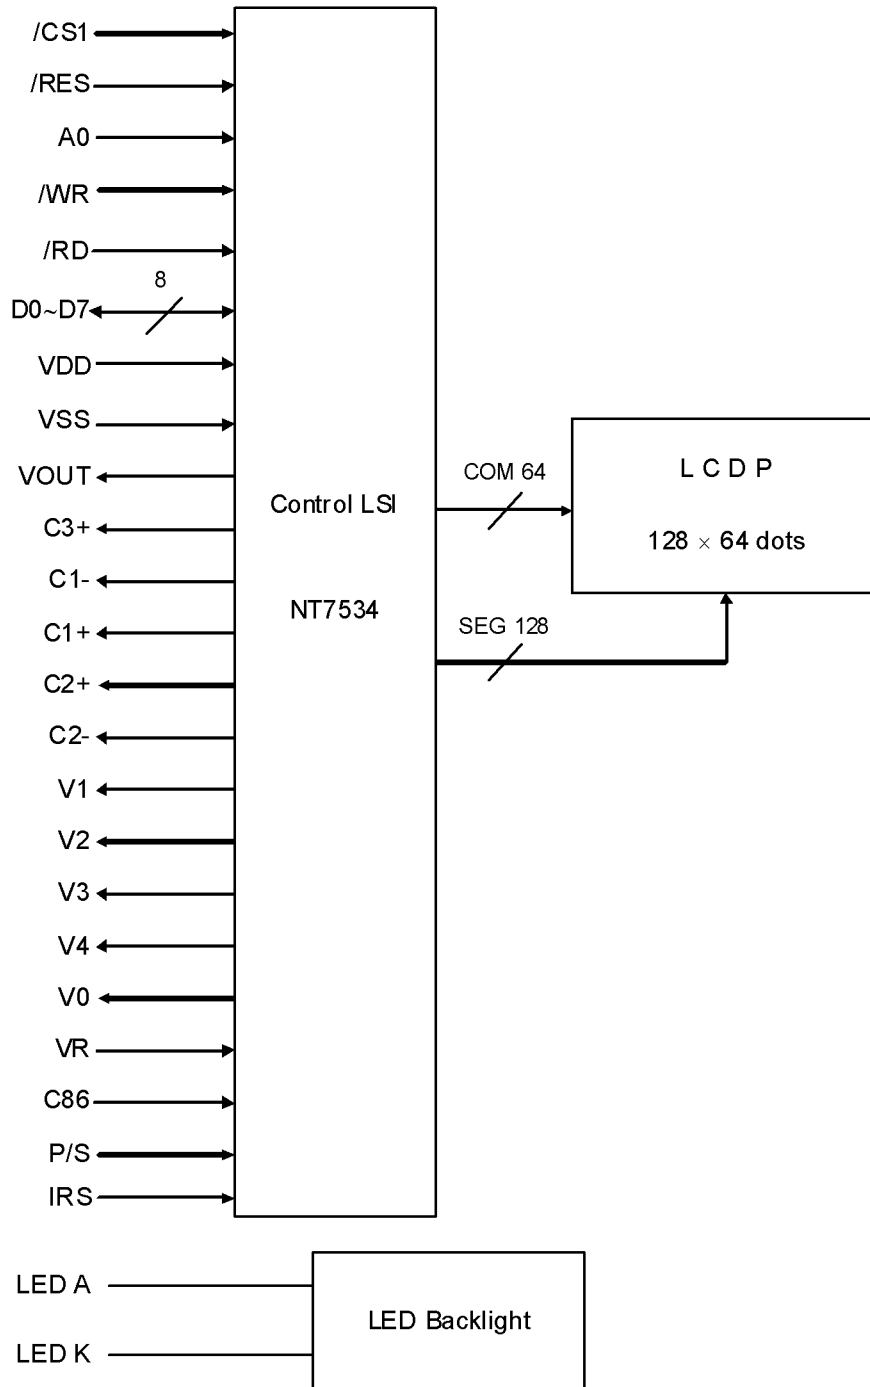 /CS1
/RES
A0
/WR
/RD
8
D0~D7
VDD
VSS
VOUT
C3+
C1-
C1+
C2+
C2-
V1
V2
V3
V4
V0
VR
C86
P/S
IRS
Control LSI
NT7534
COM 64
SEG 128
L C D P
128 × 64 dots
LED A
LED K
LED Backlight